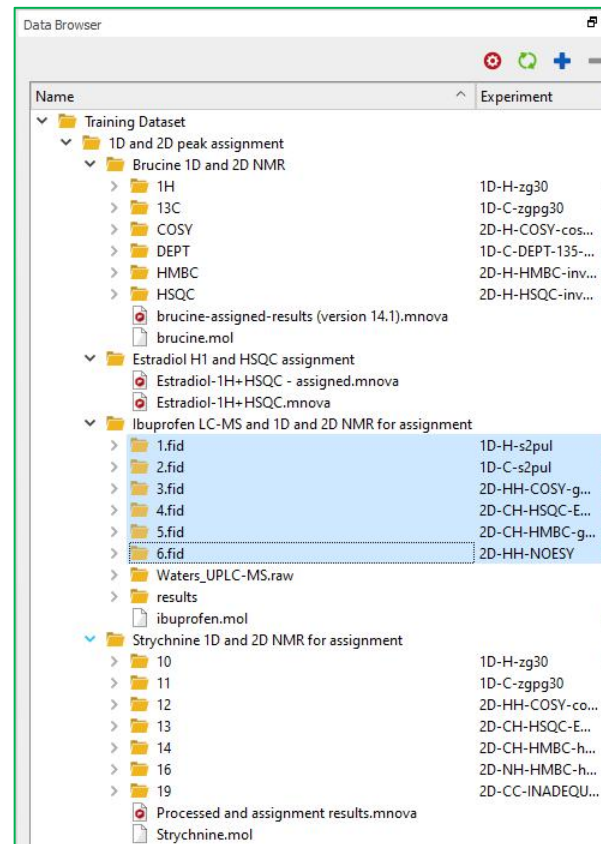 Data Browser
Name Experiment
Training Dataset
1D and 2D peak assignment
Brucine 1D and 2D NMR
1H 1D-H-zg30
13C 1D-C-zgpg30
COSY 2D-H-COSY-cos...
DEPT 1D-C-DEPT-135-...
HMBC 2D-H-HMBC-inv...
HSQC 2D-H-HSQC-inv...
brucine-assigned-results (version 14.1).mnova
brucine.mol
Estradiol H1 and HSQC assignment
Estradiol-1H+HSQC - assigned.mnova
Estradiol-1H+HSQC.mnova
Ibuprofen LC-MS and 1D and 2D NMR for assignment
1.fid 1D-H-s2pul
2.fid 1D-C-s2pul
3.fid 2D-HH-COSY-g...
4.fid 2D-CH-HSQC-E...
5.fid 2D-CH-HMBC-g...
6.fid 2D-HH-NOESY
Waters_UPLC-MS.raw
results
ibuprofen.mol
Strychnine 1D and 2D NMR for assignment
10 1D-H-zg30
11 1D-C-zgpg30
12 2D-HH-COSY-co...
13 2D-CH-HSQC-E...
14 2D-CH-HMBC-h...
16 2D-NH-HMBC-h...
19 2D-CC-INADEQU...
Processed and assignment results.mnova
Strychnine.mol